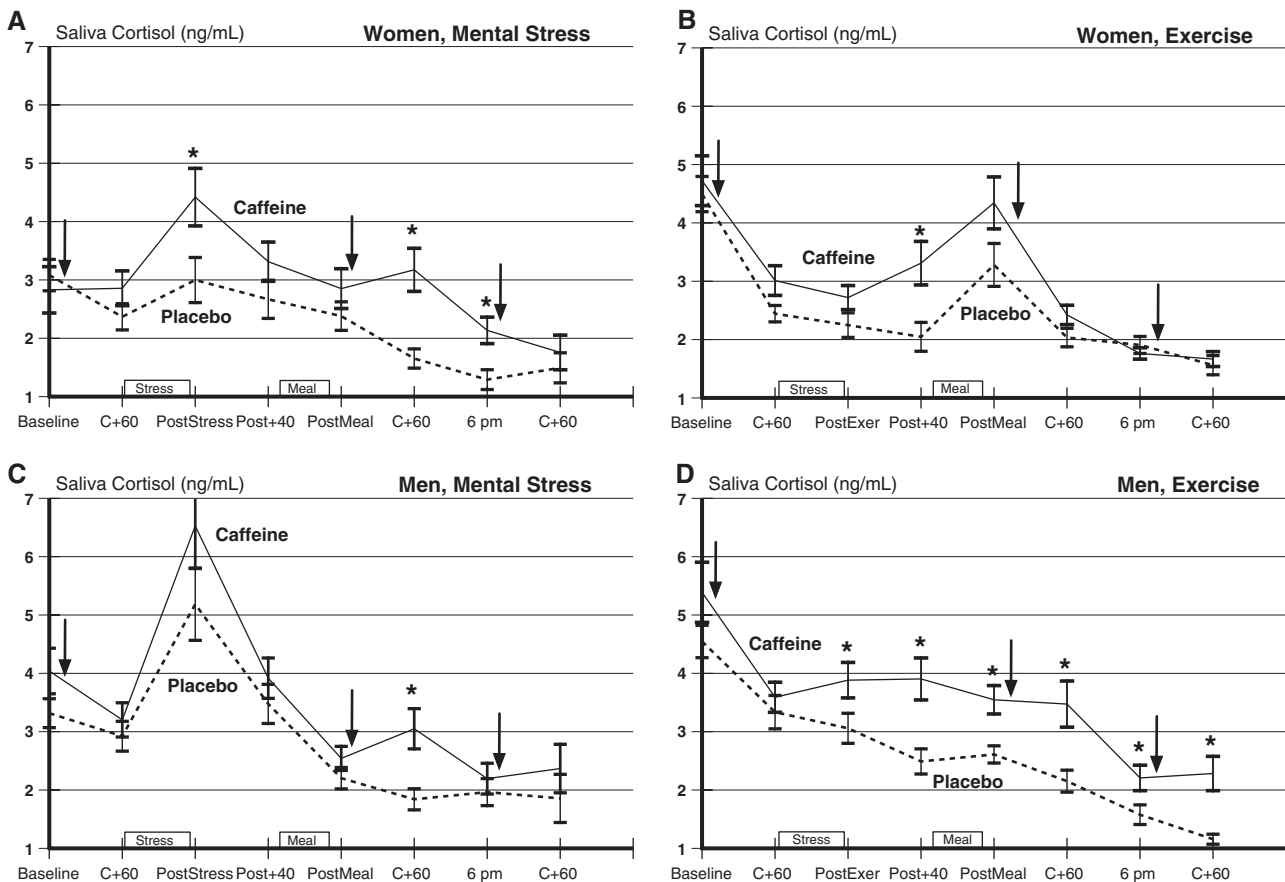 A
Saliva Cortisol (ng/mL) Women, Mental Stress
7
6
5
4
3
2
1
*
*
*
Caffeine
Placebo
Stress Meal
Baseline C+60 PostStress Post+40 PostMeal C+60 6 pm C+60
B
Saliva Cortisol (ng/mL) Women, Exercise
7
6
5
4
3
2
1
*
Caffeine
Placebo
Stress Meal
Baseline C+60 PostExer Post+40 PostMeal C+60 6 pm C+60
C
Saliva Cortisol (ng/mL) Men, Mental Stress
7
6
5
4
3
2
1
Caffeine
Placebo
*
Stress Meal
Baseline C+60 PostStress Post+40 PostMeal C+60 6 pm C+60
D
Saliva Cortisol (ng/mL) Men, Exercise
7
6
5
4
3
2
1
Caffeine
* * * * * *
Placebo
Stress Meal
Baseline C+60 PostExer Post+40 PostMeal C+60 6 pm C+60